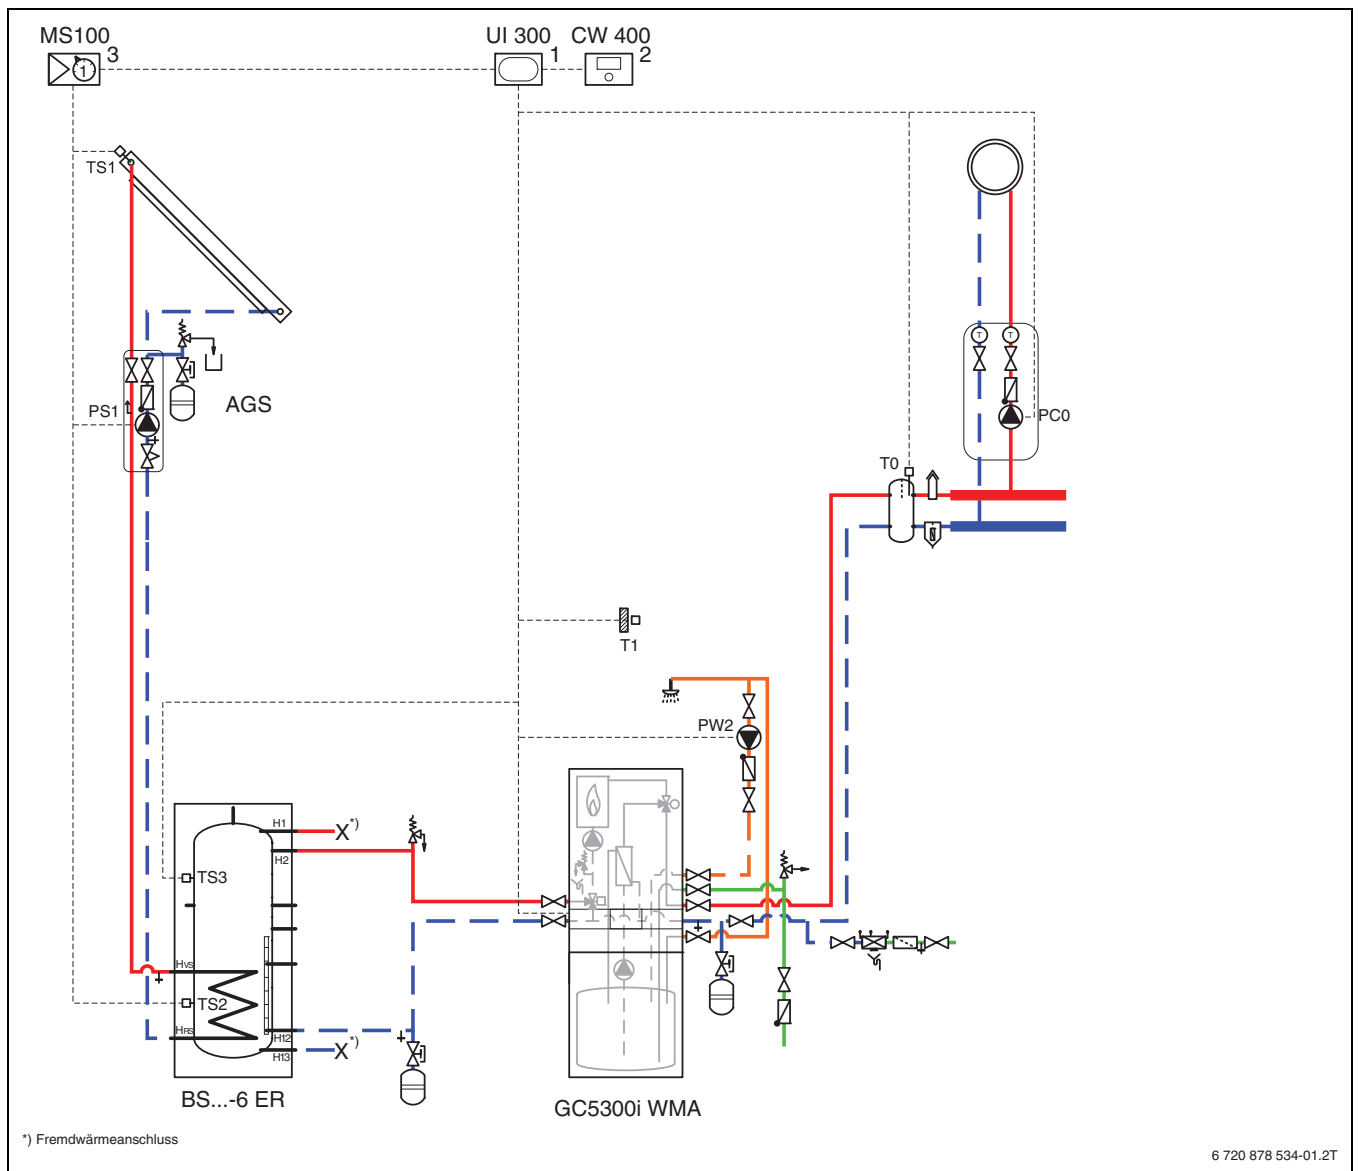 MS100
3
UI 300
1
CW 400
2
1
TS1
T
T
PS1
AGS
PC0
T0
T1
PW2
H1
X*)
H2
TS3
HVS
TS2
HRS
H12
H13
X*)
BS...-6 ER
GC5300i WMA
*) Fremdwärmeanschluss
6 720 878 534-01.2T